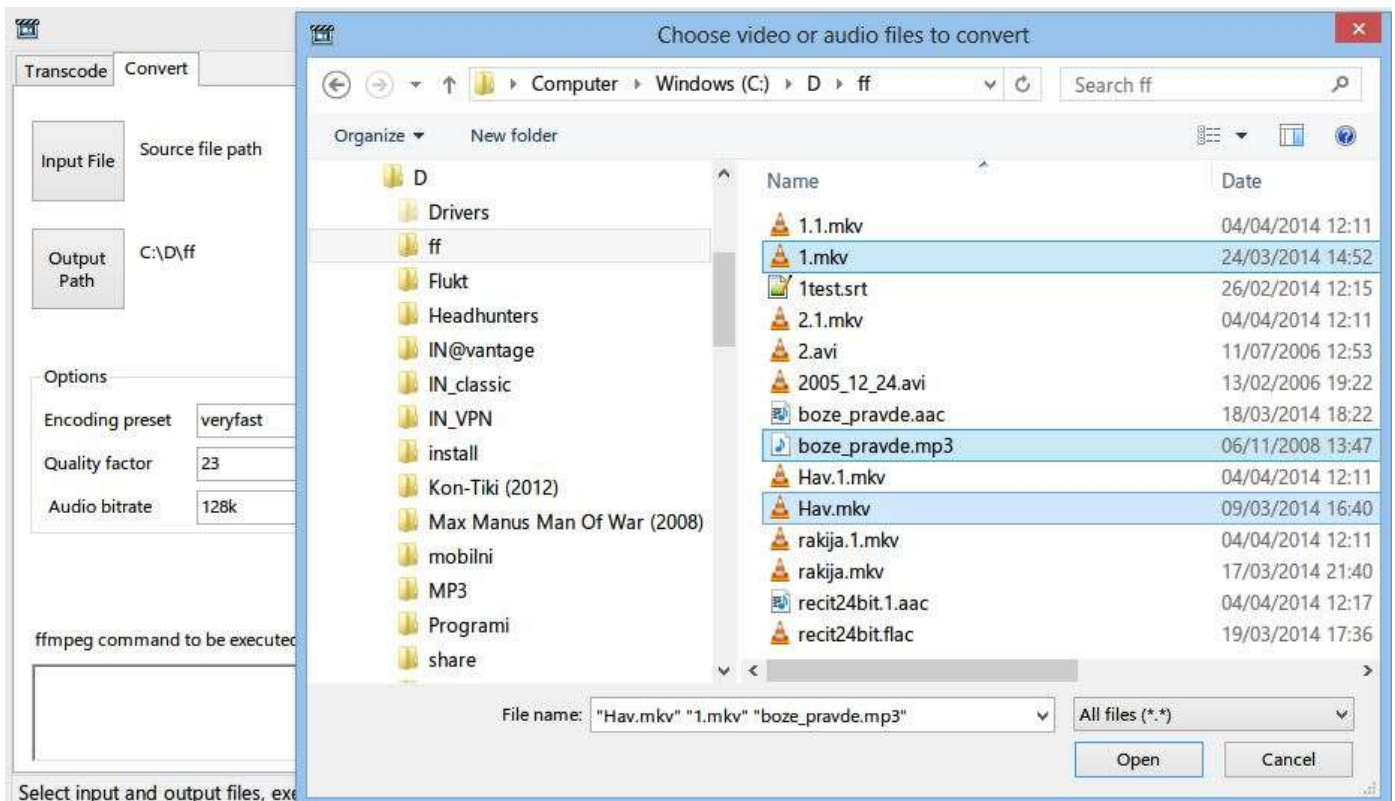 Transcode
Convert
Input File
Source file path
Output
Path
C:\D\ff
Options
Encoding preset
veryfast
Quality factor
23
Audio bitrate
128k
ffmpeg command to be executed
Select input and output files, exe
Choose video or audio files to convert
Computer
Windows (C:)
D
ff
Search ff
Organize
New folder
D
Drivers
ff
Flukt
Headhunters
IN@vantage
IN_classic
IN_VPN
install
Kon-Tiki (2012)
Max Manus Man Of War (2008)
mobilni
MP3
Programi
share
Name Date
1.1.mkv 04/04/2014 12:11
1.mkv 24/03/2014 14:52
1test.srt 26/02/2014 12:15
2.1.mkv 04/04/2014 12:11
2.avi 11/07/2006 12:53
2005_12_24.avi 13/02/2006 19:22
boze_pravde.aac 18/03/2014 18:22
boze_pravde.mp3 06/11/2008 13:47
Hav.1.mkv 04/04/2014 12:11
Hav.mkv 09/03/2014 16:40
rakija.1.mkv 04/04/2014 12:11
rakija.mkv 17/03/2014 21:40
recit24bit.1.aac 04/04/2014 12:17
recit24bit.flac 19/03/2014 17:36
File name: "Hav.mkv" "1.mkv" "boze_pravde.mp3"
All files (*.*)
Open
Cancel